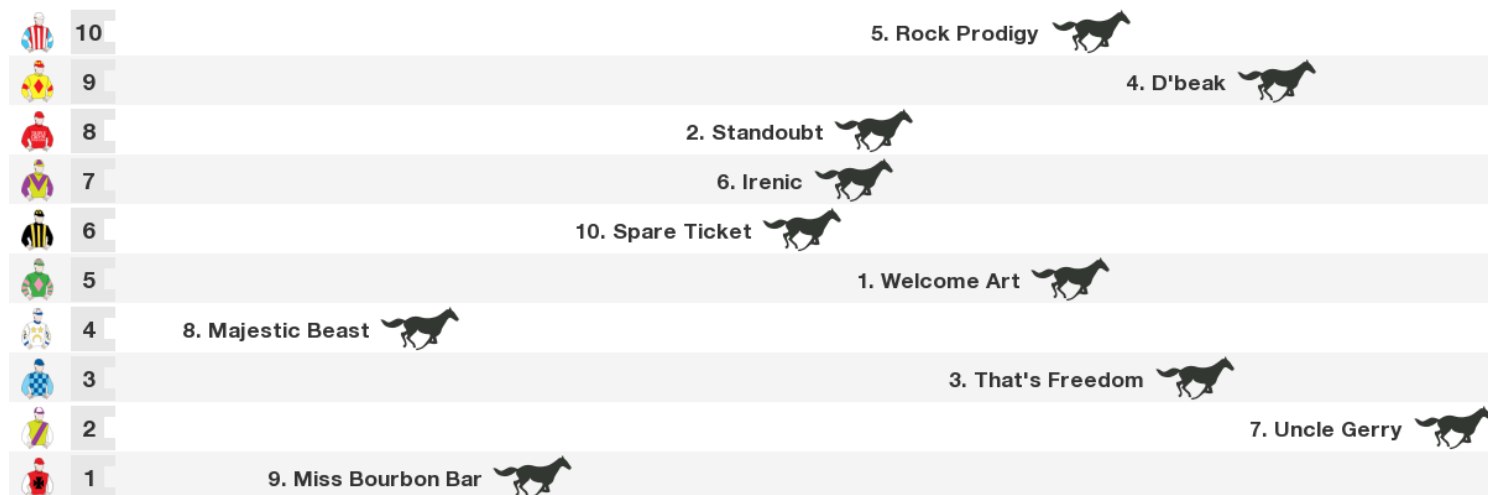 10 5. Rock Prodigy
9 4. D'beak
8 2. Standoubt
7 6. Irenic
6 10. Spare Ticket
5 1. Welcome Art
4 8. Majestic Beast
3 3. That's Freedom
2 7. Uncle Gerry
1 9. Miss Bourbon Bar